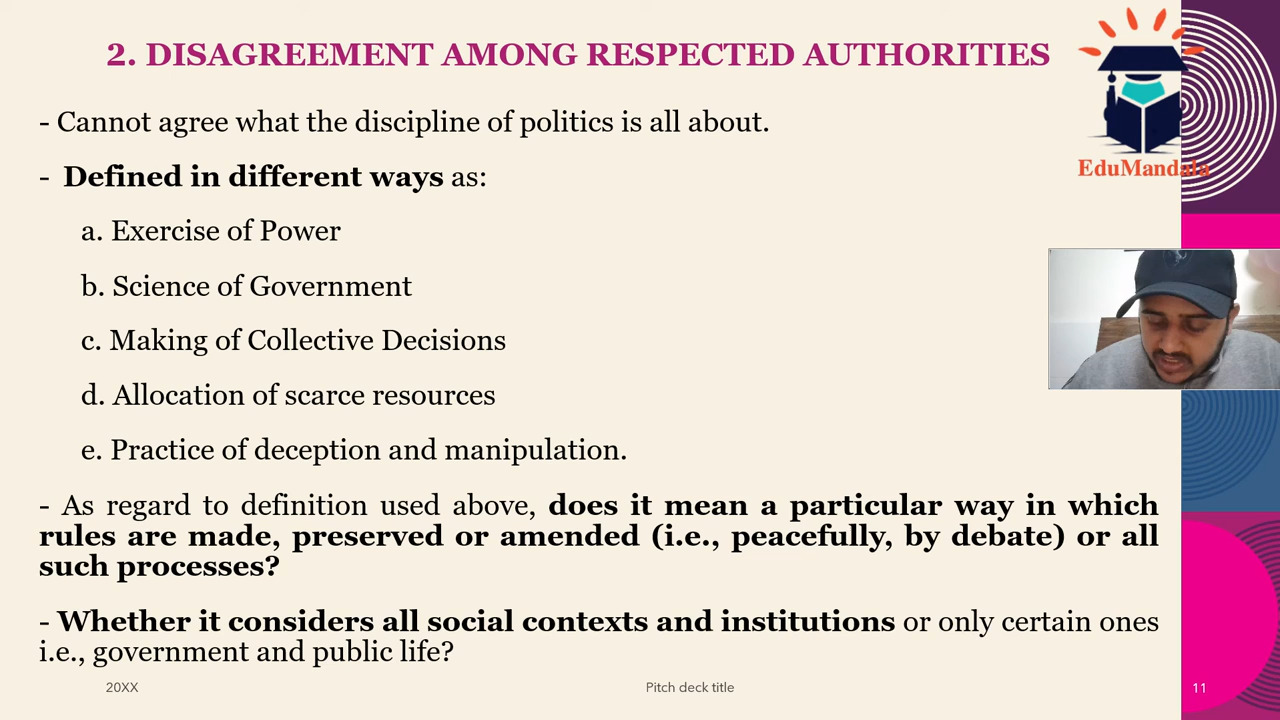 2. DISAGREEMENT AMONG RESPECTED AUTHORITIES
EduMandala
- Cannot agree what the discipline of politics is all about.
- Defined in different ways as:
a. Exercise of Power
b. Science of Government
c. Making of Collective Decisions
d. Allocation of scarce resources
e. Practice of deception and manipulation.
- As regard to definition used above, does it mean a particular way in which
rules are made, preserved or amended (i.e., peacefully, by debate) or all
such processes?
- Whether it considers all social contexts and institutions or only certain ones
i.e., government and public life?
20XX
Pitch deck title
11